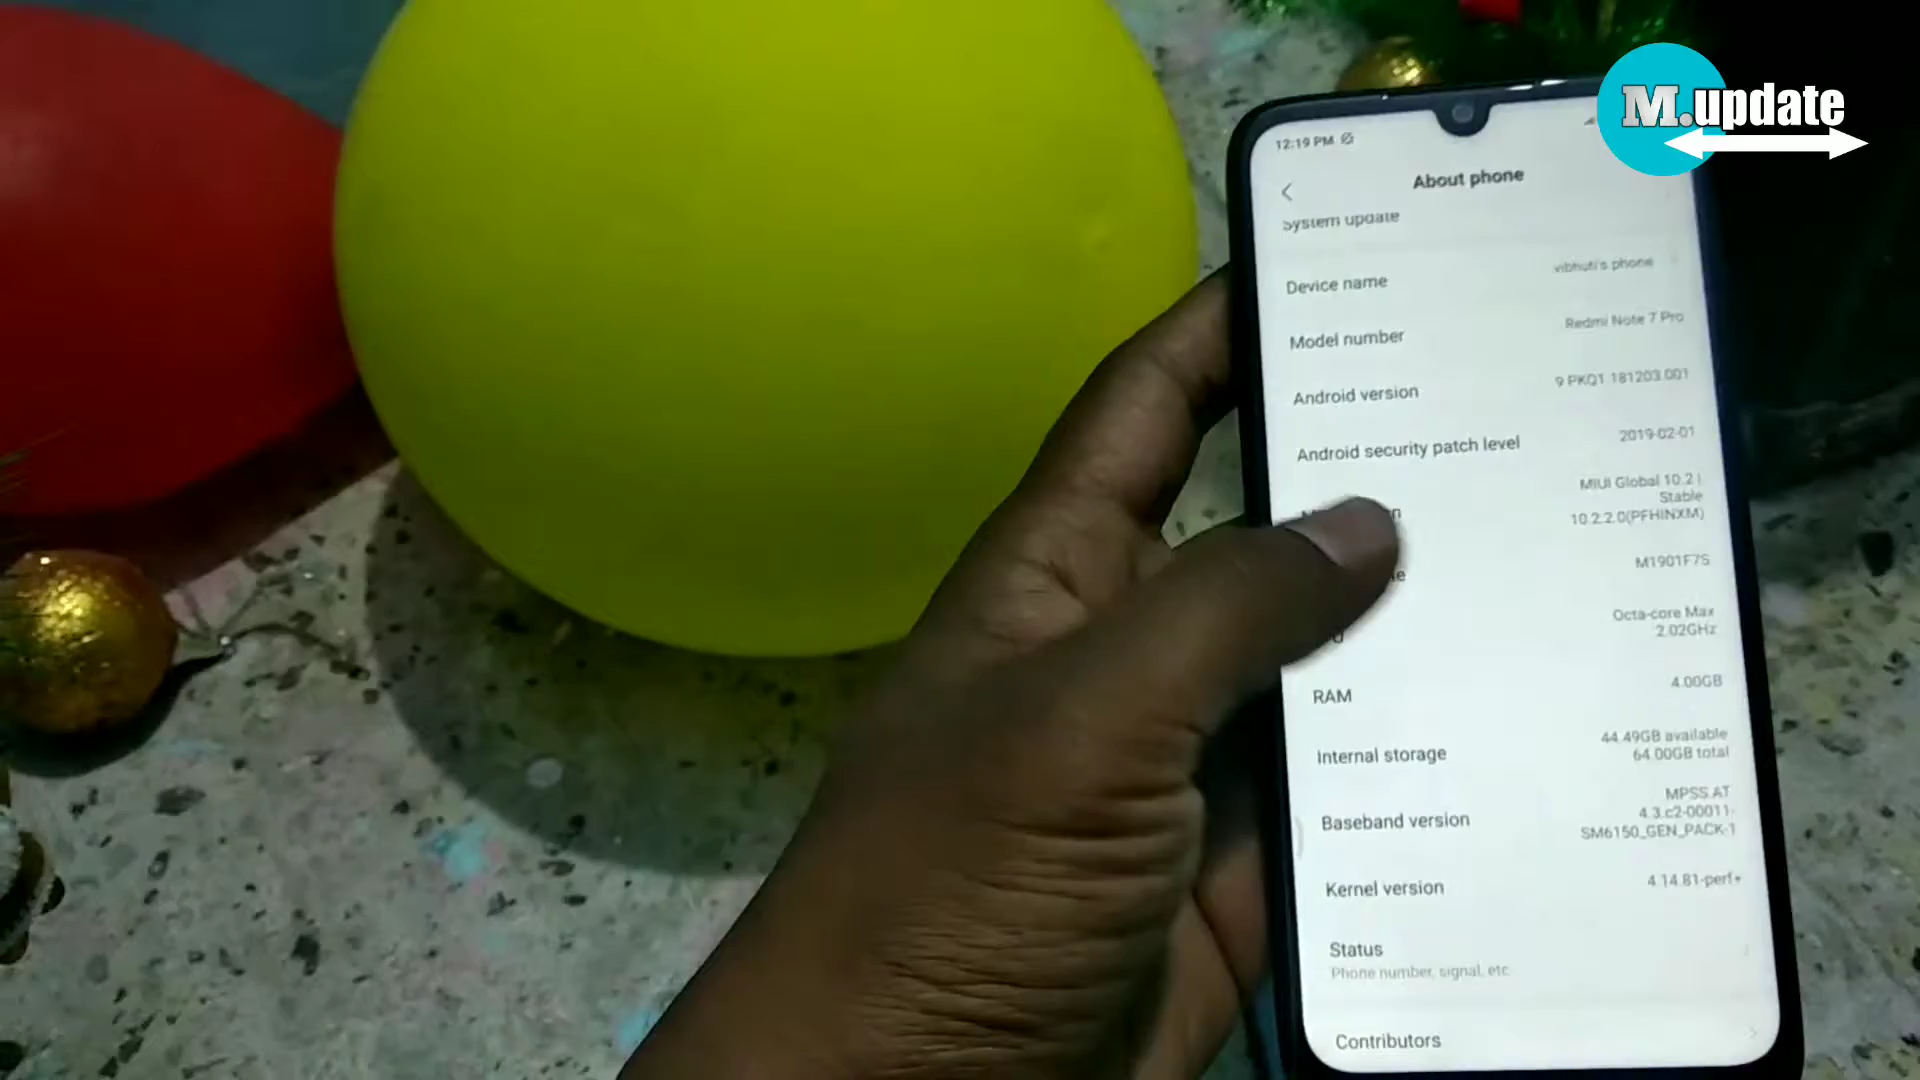 M.update
12:19 PM
About phone
System update
Device name
vibhuti's phone
Model number
Redmi Note 7 Pro
Android version
9 PKQ1.181203.001
Android security patch level
2019-02-01
MIUI Global 10.2 |
Stable
10.2.2.0(PFHINXM)
M1901F7S
Octa-core Max
2.02GHz
RAM
4.00GB
Internal storage
44.49GB available
64.00GB total
Baseband version
MPSS.AT
4.3.c2-00011-
SM6150_GEN_PACK-1
Kernel version
4.14.81-perf+
Status
Phone number, signal, etc.
Contributors